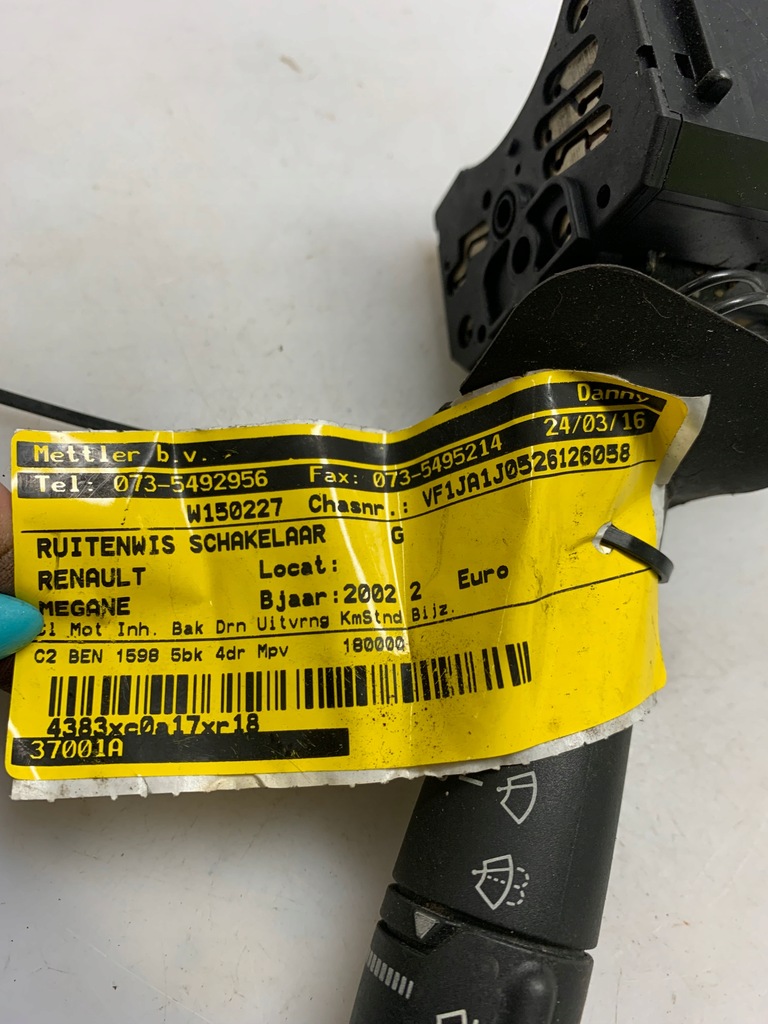 Danny
Mettler b.v. 24/03/16
Tel: 073-5492956 Fax: 073-5495214
W150227 Chasnr.: VF1JA1J0526126058
RUITENWIS SCHAKELAAR G
RENAULT Locat:
MEGANE Bjaar:2002 2 Euro
Mot Inh. Bak Drn Uitvrng KmStnd Bijz.
C2 BEN 1598 5bk 4dr Mpv 180000
37001A